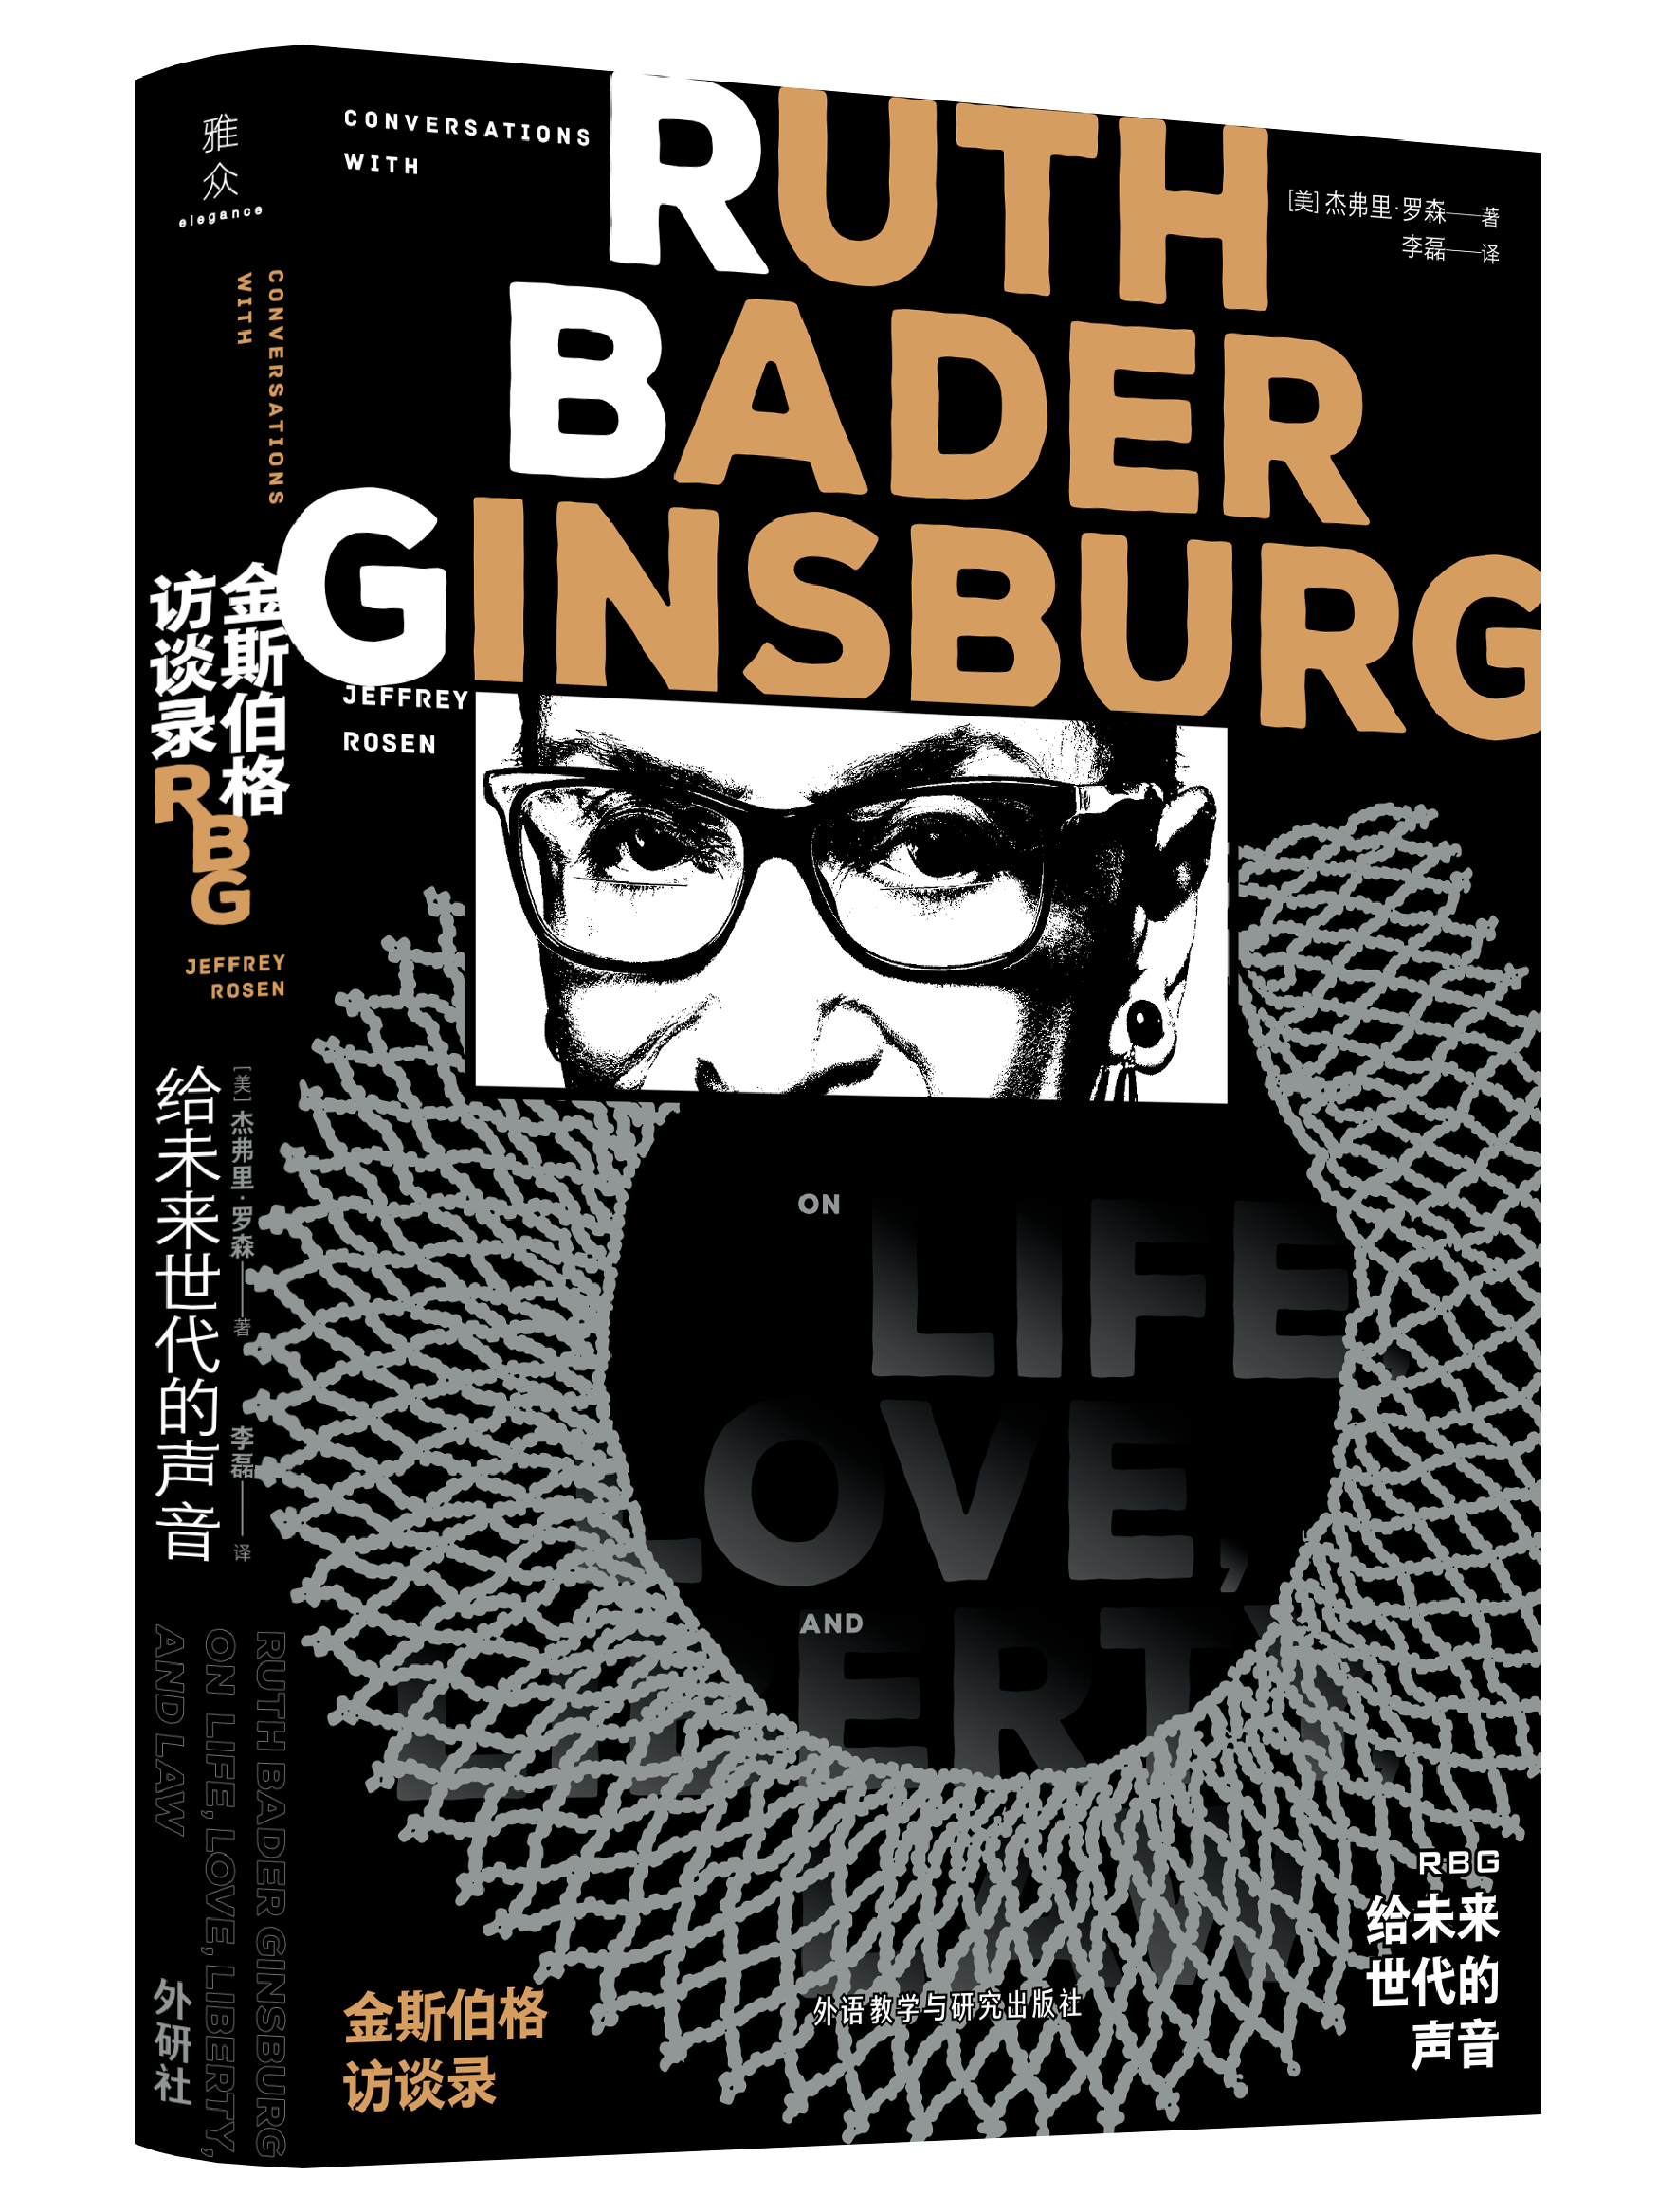 雅
众
elegance
CONVERSATIONS
WITH
金斯伯格
访谈录
RBG
JEFFREY
ROSEN
给未来世代的声音
[美] 杰弗里·罗森——著
李磊——译
RUTH BADER GINSBURG
ON LIFE, LOVE, LIBERTY,
AND LAW
外研社
CONVERSATIONS
WITH
RUTH
BADER
GINSBURG
[美] 杰弗里·罗森——著
李磊——译
JEFFREY
ROSEN
ON
LIFE,
LOVE,
AND
LIBERTY,
LAW
RBG
给未来
世代的
声音
金斯伯格
访谈录
外语教学与研究出版社